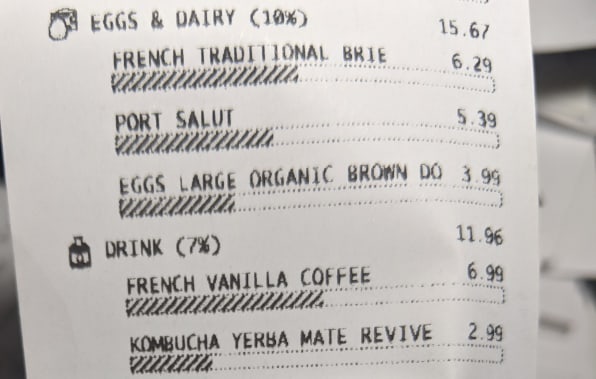 EGGS & DAIRY (10%) 15.67
FRENCH TRADITIONAL BRIE 6.29
PORT SALUT 5.39
EGGS LARGE ORGANIC BROWN DO 3.99
DRINK (7%) 11.96
FRENCH VANILLA COFFEE 6.99
KOMBUCHA YERBA MATE REVIVE 2.99